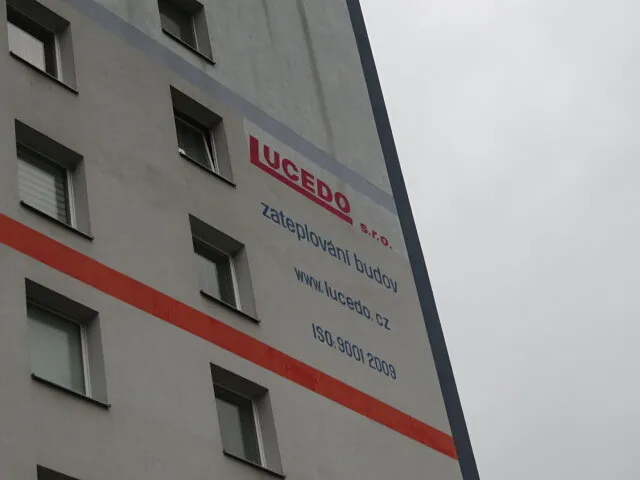 LUCEDO s.r.o.
zateplování budov
www.lucedo.cz
ISO:9001 2009